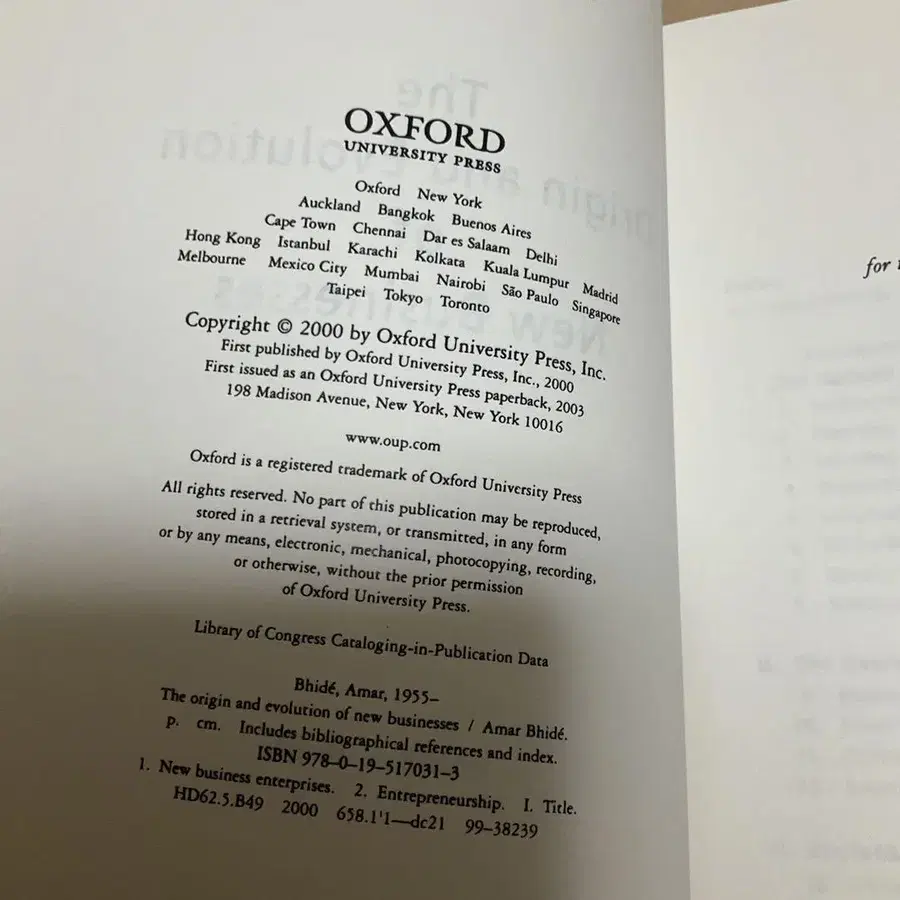 OXFORD
UNIVERSITY PRESS
Oxford New York
Auckland Bangkok Buenos Aires
Cape Town Chennai Dar es Salaam Delhi
Hong Kong Istanbul Karachi Kolkata Kuala Lumpur Madrid
Melbourne Mexico City Mumbai Nairobi São Paulo Singapore
Taipei Tokyo Toronto
Copyright © 2000 by Oxford University Press, Inc.
First published by Oxford University Press, Inc., 2000
First issued as an Oxford University Press paperback, 2003
198 Madison Avenue, New York, New York 10016
www.oup.com
Oxford is a registered trademark of Oxford University Press
All rights reserved. No part of this publication may be reproduced,
stored in a retrieval system, or transmitted, in any form
or by any means, electronic, mechanical, photocopying, recording,
or otherwise, without the prior permission
of Oxford University Press.
Library of Congress Cataloging-in-Publication Data
Bhidé, Amar, 1955–
The origin and evolution of new businesses / Amar Bhidé.
p. cm. Includes bibliographical references and index.
ISBN 978–0–19–517031–3
1. New business enterprises. 2. Entrepreneurship. I. Title.
HD62.5.B49 2000 658.1'1—dc21 99–38239
for